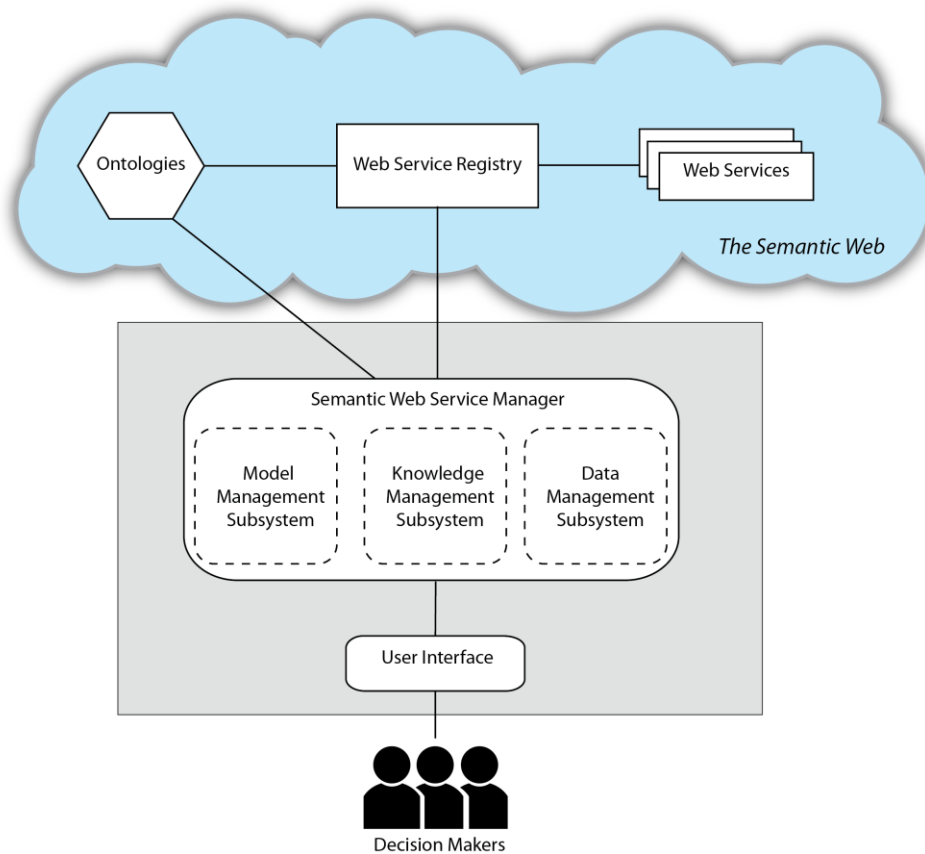 Ontologies
Web Service Registry
Web Services
The Semantic Web
Semantic Web Service Manager
Model
Management
Subsystem
Knowledge
Management
Subsystem
Data
Management
Subsystem
User Interface
Decision Makers